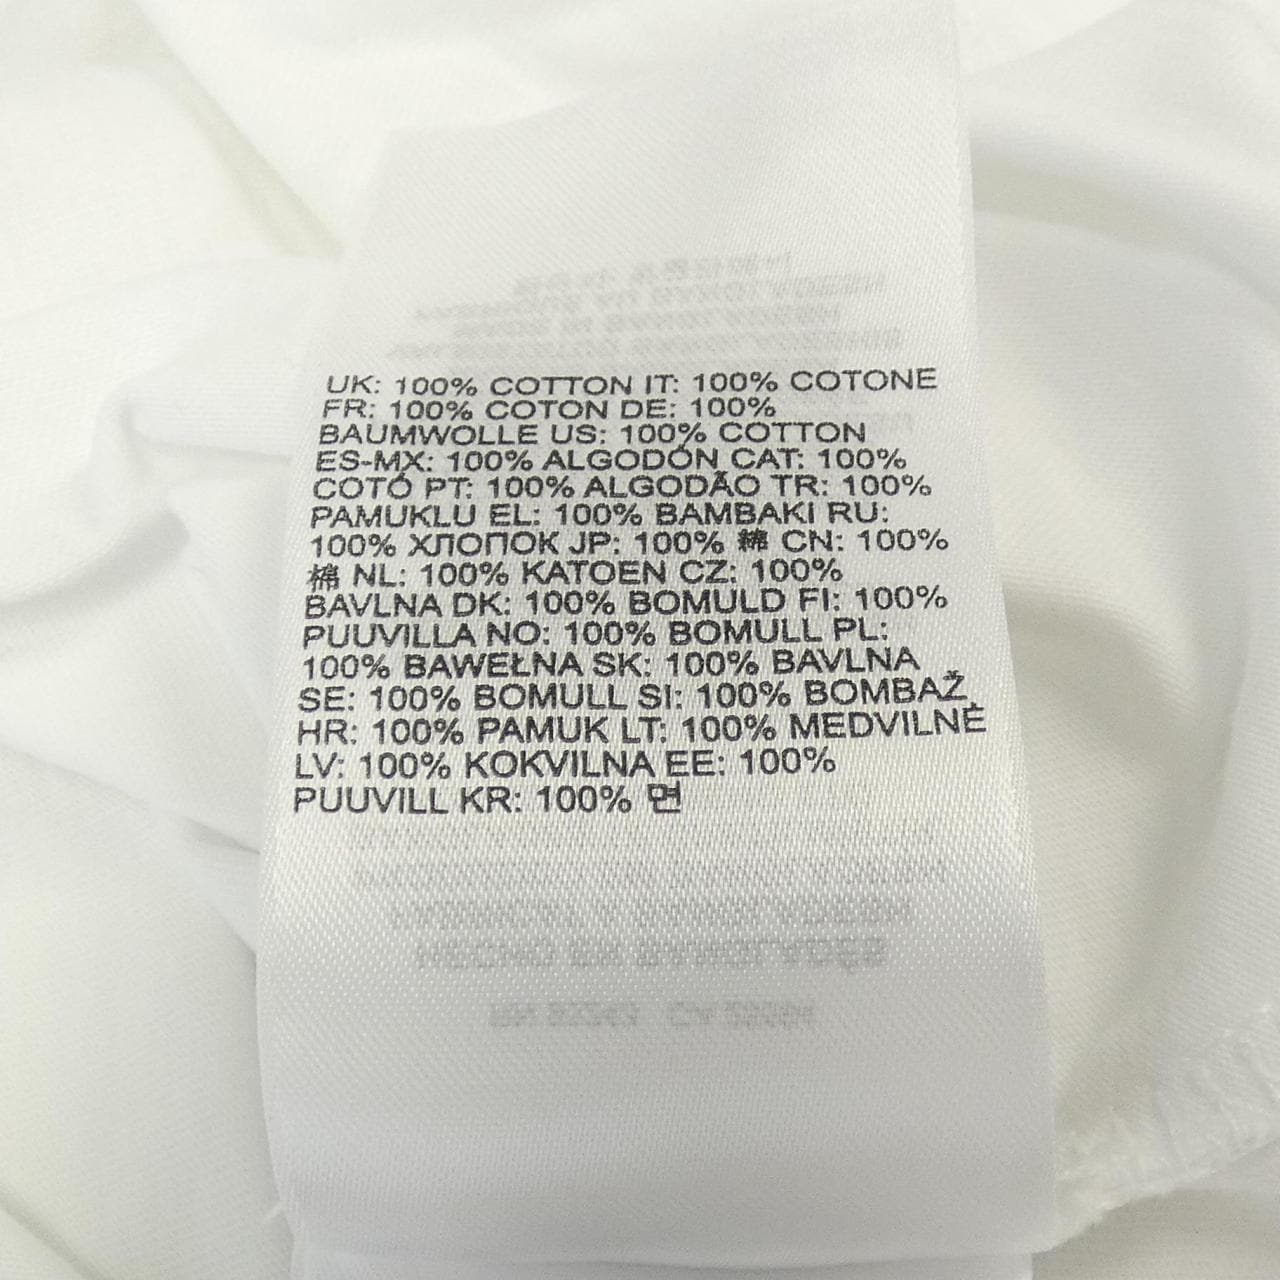 UK: 100% COTTON IT: 100% COTONE
FR: 100% COTON DE: 100%
BAUMWOLLE US: 100% COTTON
ES-MX: 100% ALGODÓN CAT: 100%
COTÓ PT: 100% ALGODÃO TR: 100%
PAMUKLU EL: 100% BAMBAKI RU:
100% ХЛОПОК JP: 100% 綿 CN: 100%
棉 NL: 100% KATOEN CZ: 100%
BAVLNA DK: 100% BOMULD FI: 100%
PUUVILLA NO: 100% BOMULL PL:
100% BAWEŁNA SK: 100% BAVLNA
SE: 100% BOMULL SI: 100% BOMBAŽ
HR: 100% PAMUK LT: 100% MEDVILNĖ
LV: 100% KOKVILNA EE: 100%
PUUVILL KR: 100% 면